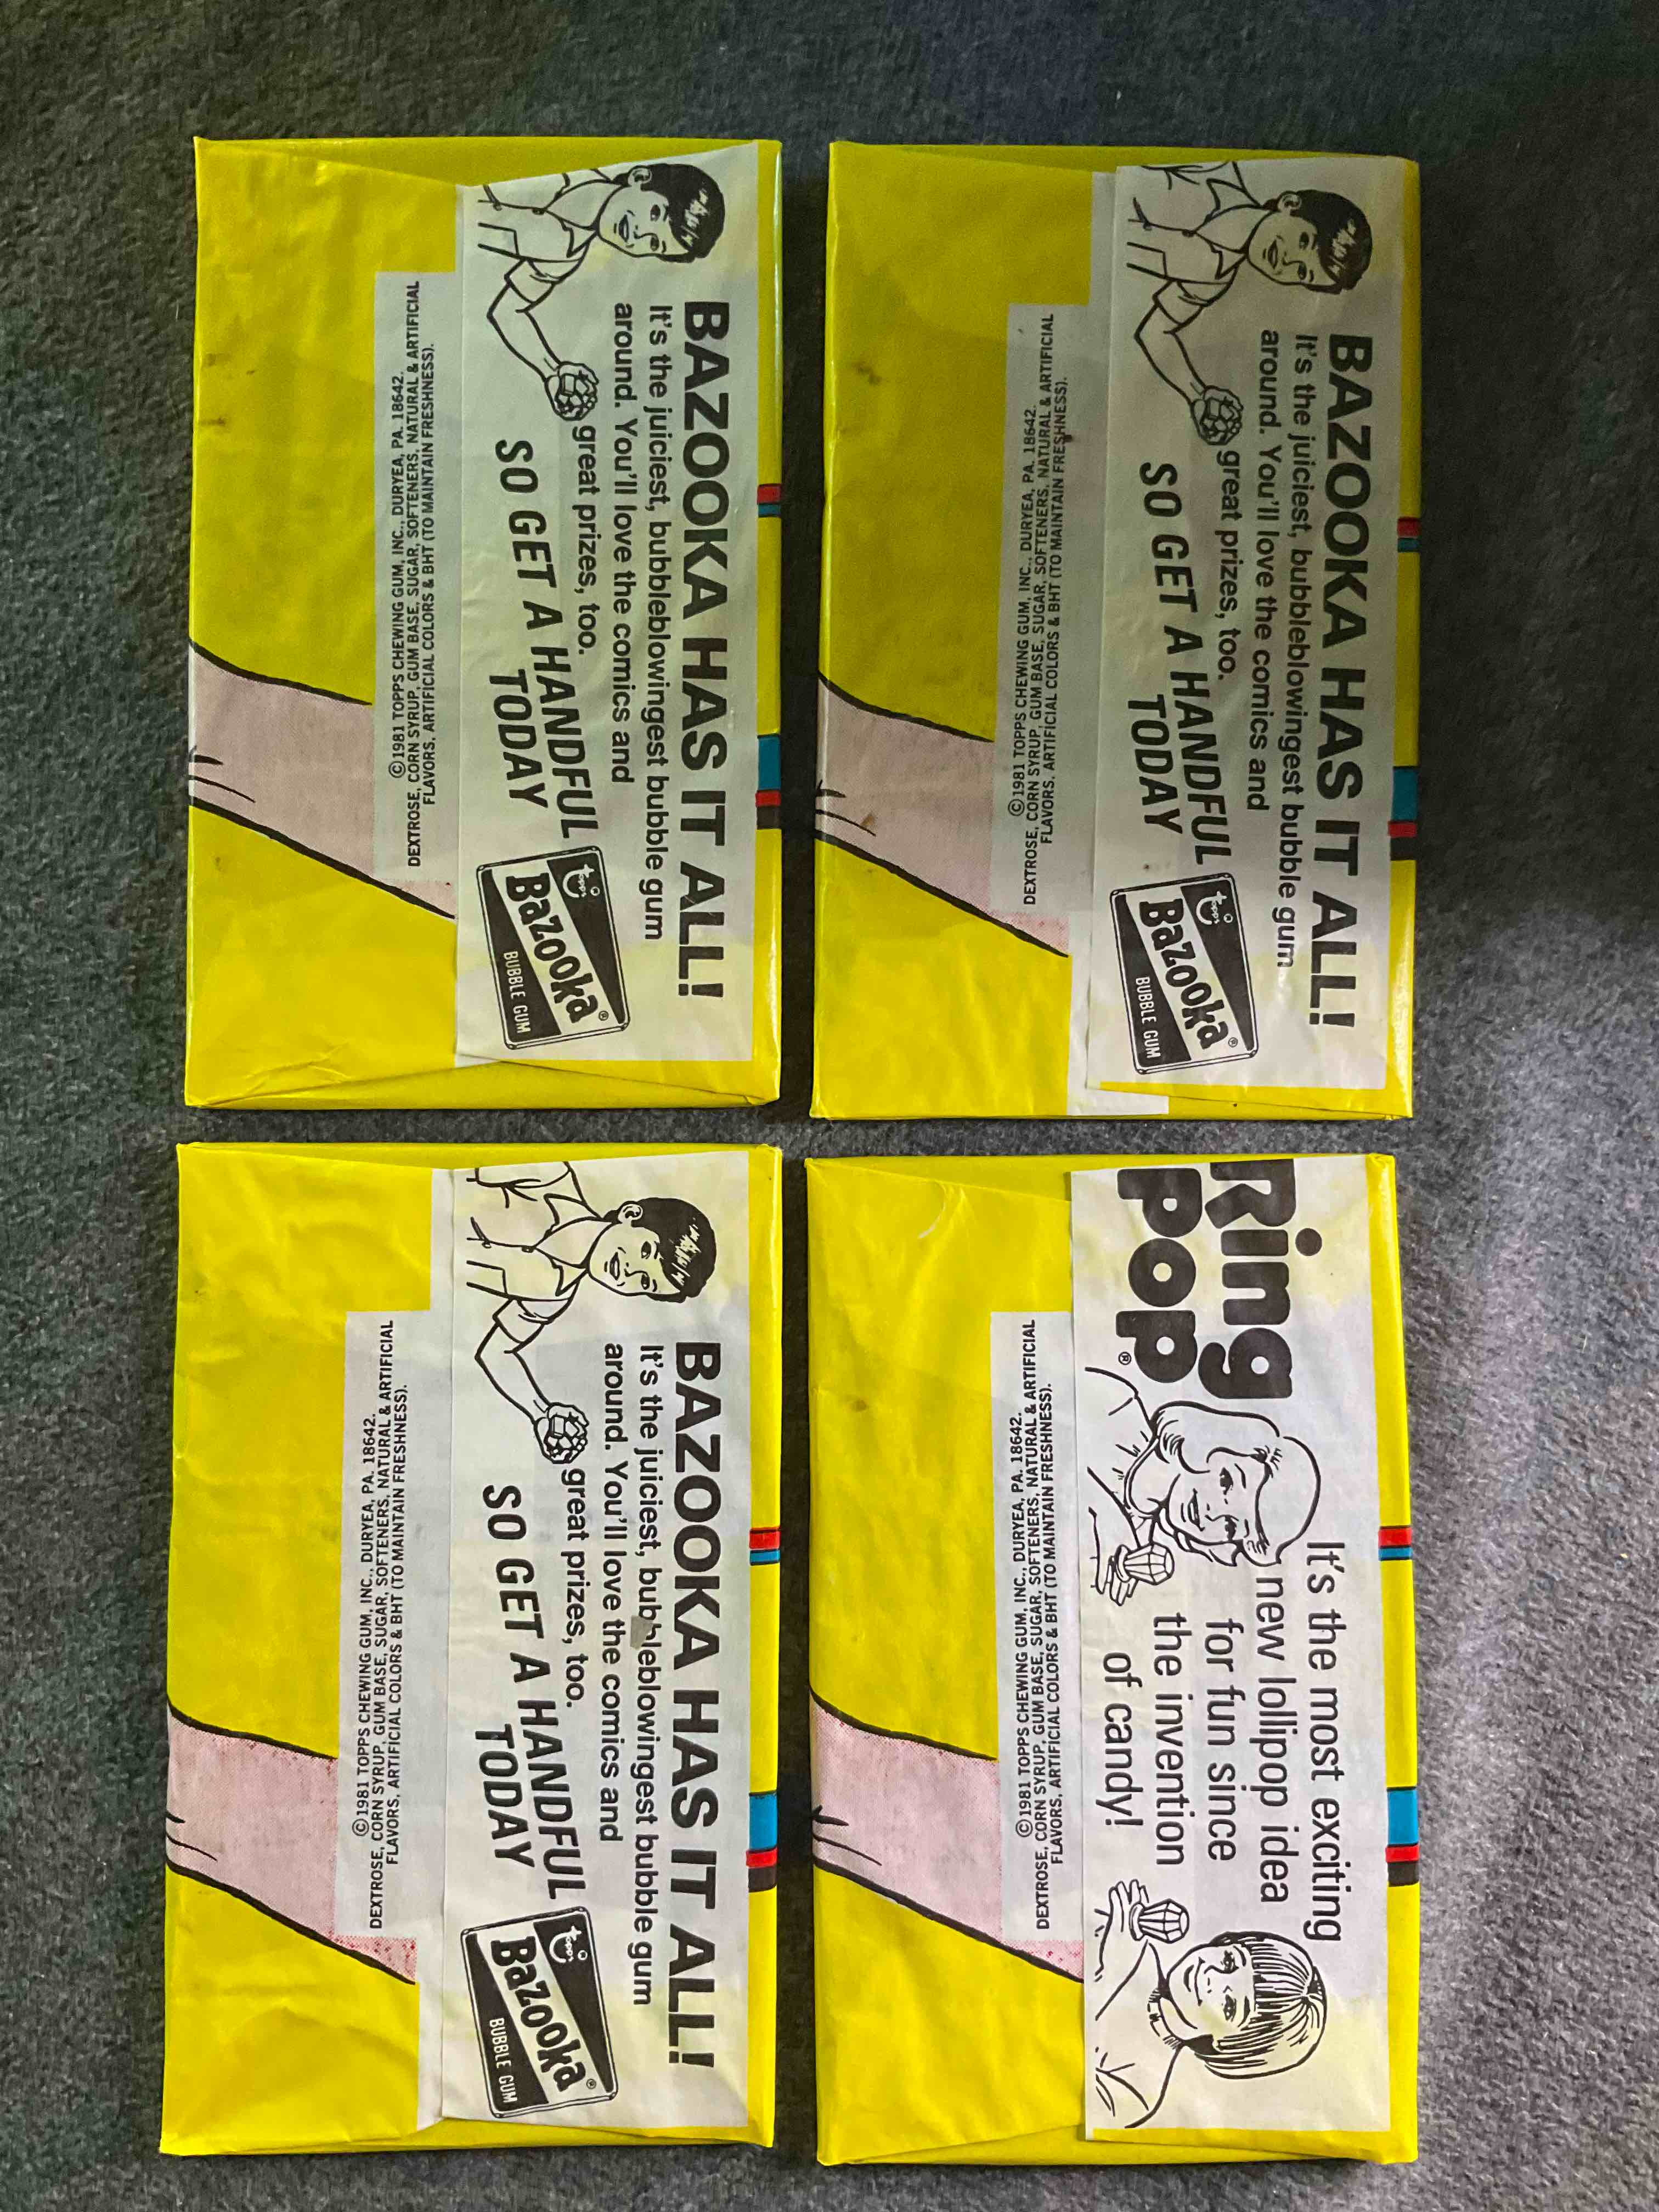 BAZOOKA HAS IT ALL!
It's the juiciest, bubbleblowingest bubble gum
around. You'll love the comics and
great prizes, too.
SO GET A HANDFUL
TODAY
topps
Bazooka®
BUBBLE GUM
©1981 TOPPS CHEWING GUM, INC., DURYEA, PA. 18642.
DEXTROSE, CORN SYRUP, GUM BASE, SUGAR, SOFTENERS, NATURAL & ARTIFICIAL
FLAVORS, ARTIFICIAL COLORS & BHT (TO MAINTAIN FRESHNESS).
BAZOOKA HAS IT ALL!
It's the juiciest, bubbleblowingest bubble gum
around. You'll love the comics and
great prizes, too.
SO GET A HANDFUL
TODAY
topps
Bazooka®
BUBBLE GUM
©1981 TOPPS CHEWING GUM, INC., DURYEA, PA. 18642.
DEXTROSE, CORN SYRUP, GUM BASE, SUGAR, SOFTENERS, NATURAL & ARTIFICIAL
FLAVORS, ARTIFICIAL COLORS & BHT (TO MAINTAIN FRESHNESS).
BAZOOKA HAS IT ALL!
It's the juiciest, bubbleblowingest bubble gum
around. You'll love the comics and
great prizes, too.
SO GET A HANDFUL
TODAY
topps
Bazooka®
BUBBLE GUM
©1981 TOPPS CHEWING GUM, INC., DURYEA, PA. 18642.
DEXTROSE, CORN SYRUP, GUM BASE, SUGAR, SOFTENERS, NATURAL & ARTIFICIAL
FLAVORS, ARTIFICIAL COLORS & BHT (TO MAINTAIN FRESHNESS).
Ring
Pop®
It's the most exciting
new lollipop idea
for fun since
the invention
of candy!
©1981 TOPPS CHEWING GUM, INC., DURYEA, PA. 18642.
DEXTROSE, CORN SYRUP, GUM BASE, SUGAR, SOFTENERS, NATURAL & ARTIFICIAL
FLAVORS, ARTIFICIAL COLORS & BHT (TO MAINTAIN FRESHNESS).